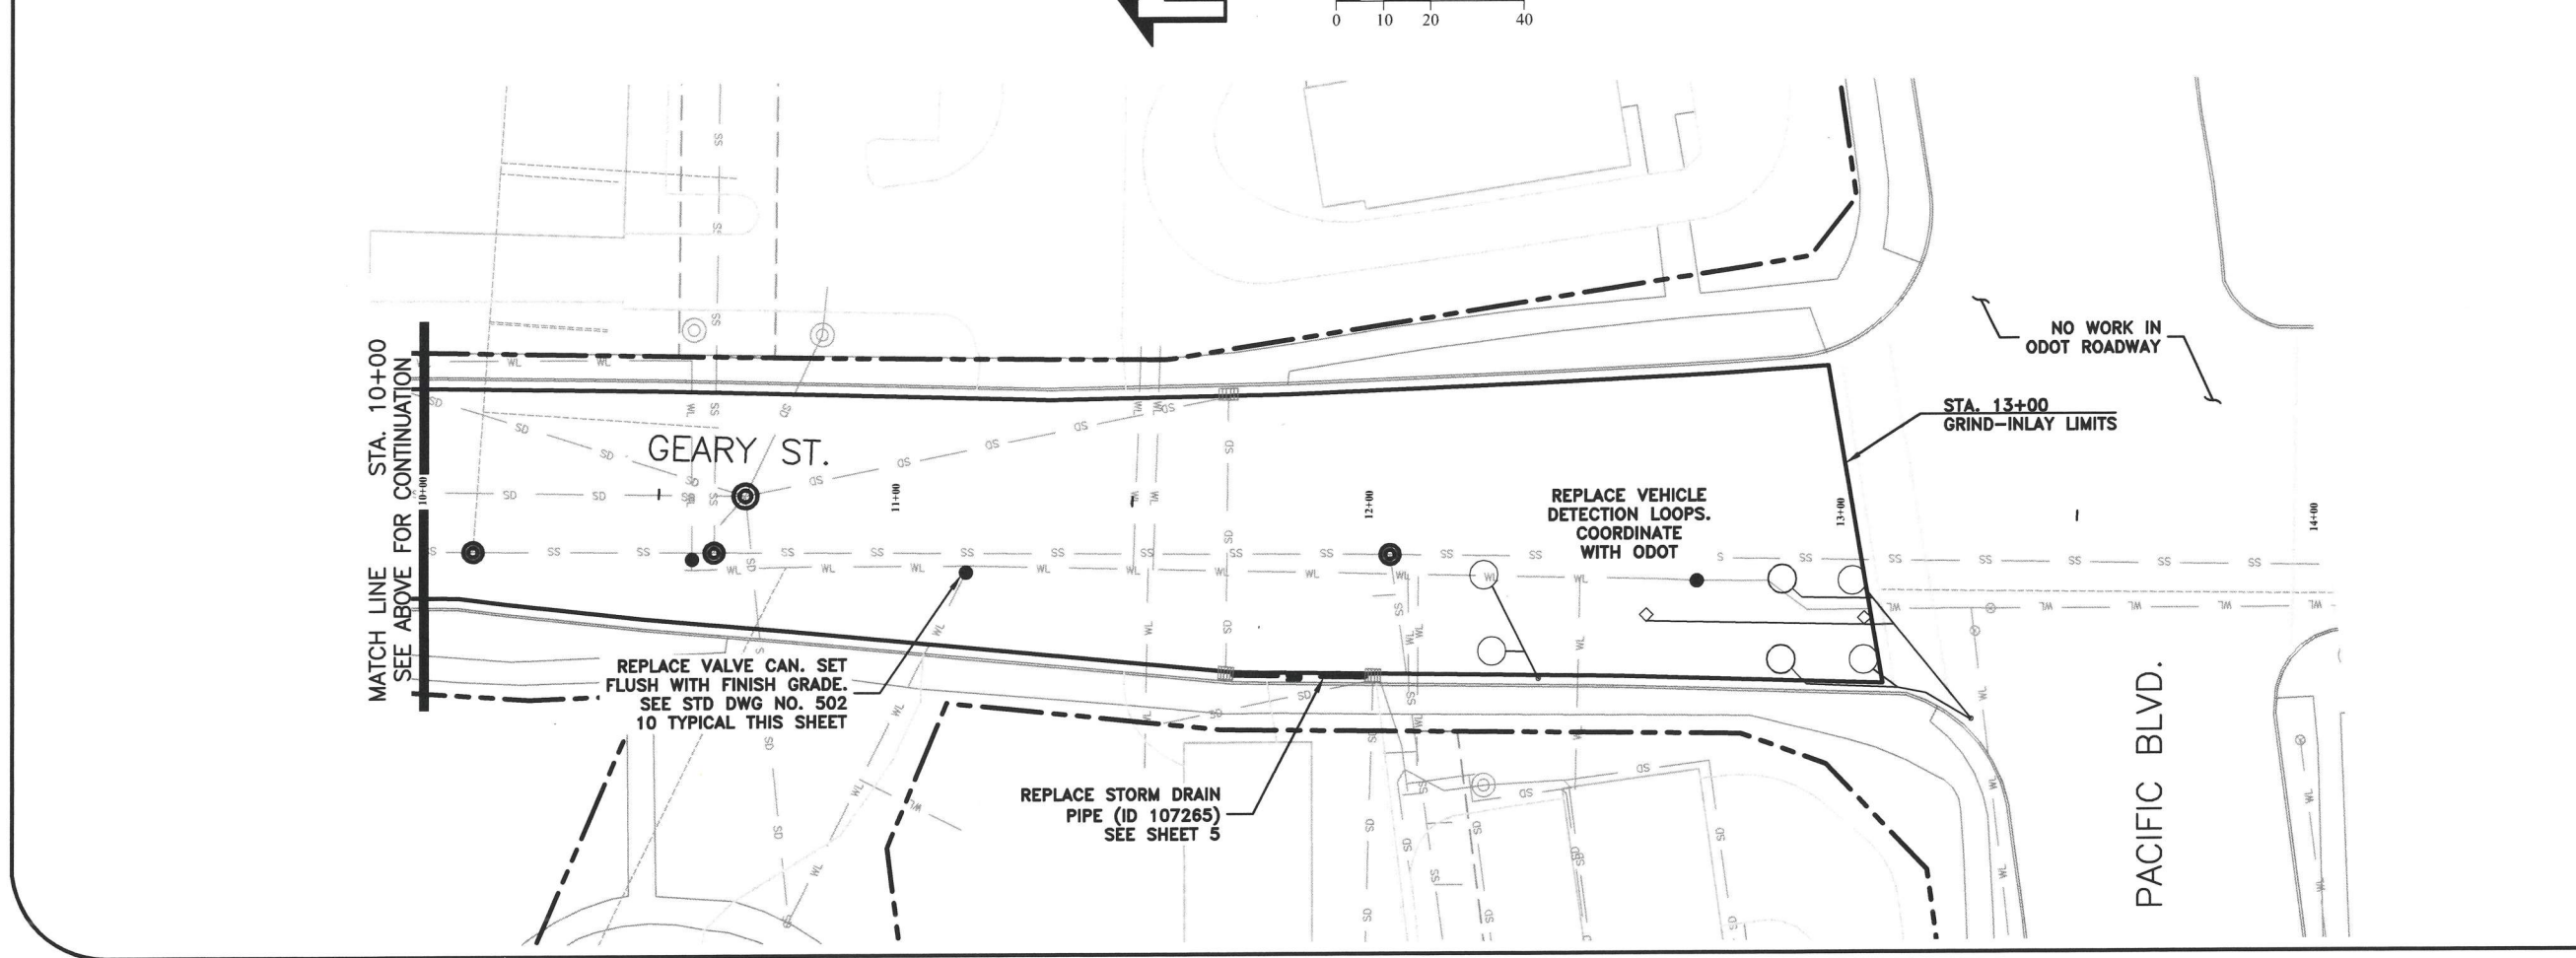 0 10 20 40
MATCH LINE STA. 10+00
SEE ABOVE FOR CONTINUATION
10+00
GEARY ST.
11+00
12+00
13+00
14+00
NO WORK IN
ODOT ROADWAY
STA. 13+00
GRIND-INLAY LIMITS
REPLACE VEHICLE
DETECTION LOOPS.
COORDINATE
WITH ODOT
REPLACE VALVE CAN. SET
FLUSH WITH FINISH GRADE.
SEE STD DWG NO. 502
10 TYPICAL THIS SHEET
REPLACE STORM DRAIN
PIPE (ID 107265)
SEE SHEET 5
PACIFIC BLVD.
SS
SD
WL